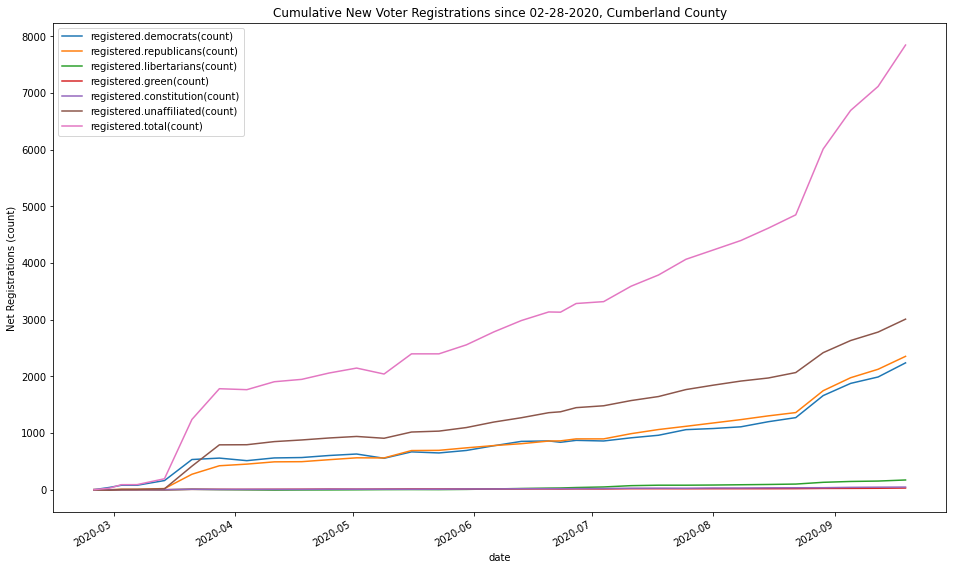 Cumulative New Voter Registrations since 02-28-2020, Cumberland County
registered.democrats(count)
registered.republicans(count)
registered.libertarians(count)
registered.green(count)
registered.constitution(count)
registered.unaffiliated(count)
registered.total(count)
Net Registrations (count)
8000
7000
6000
5000
4000
3000
2000
1000
0
2020-03
2020-04
2020-05
2020-06
2020-07
2020-08
2020-09
date